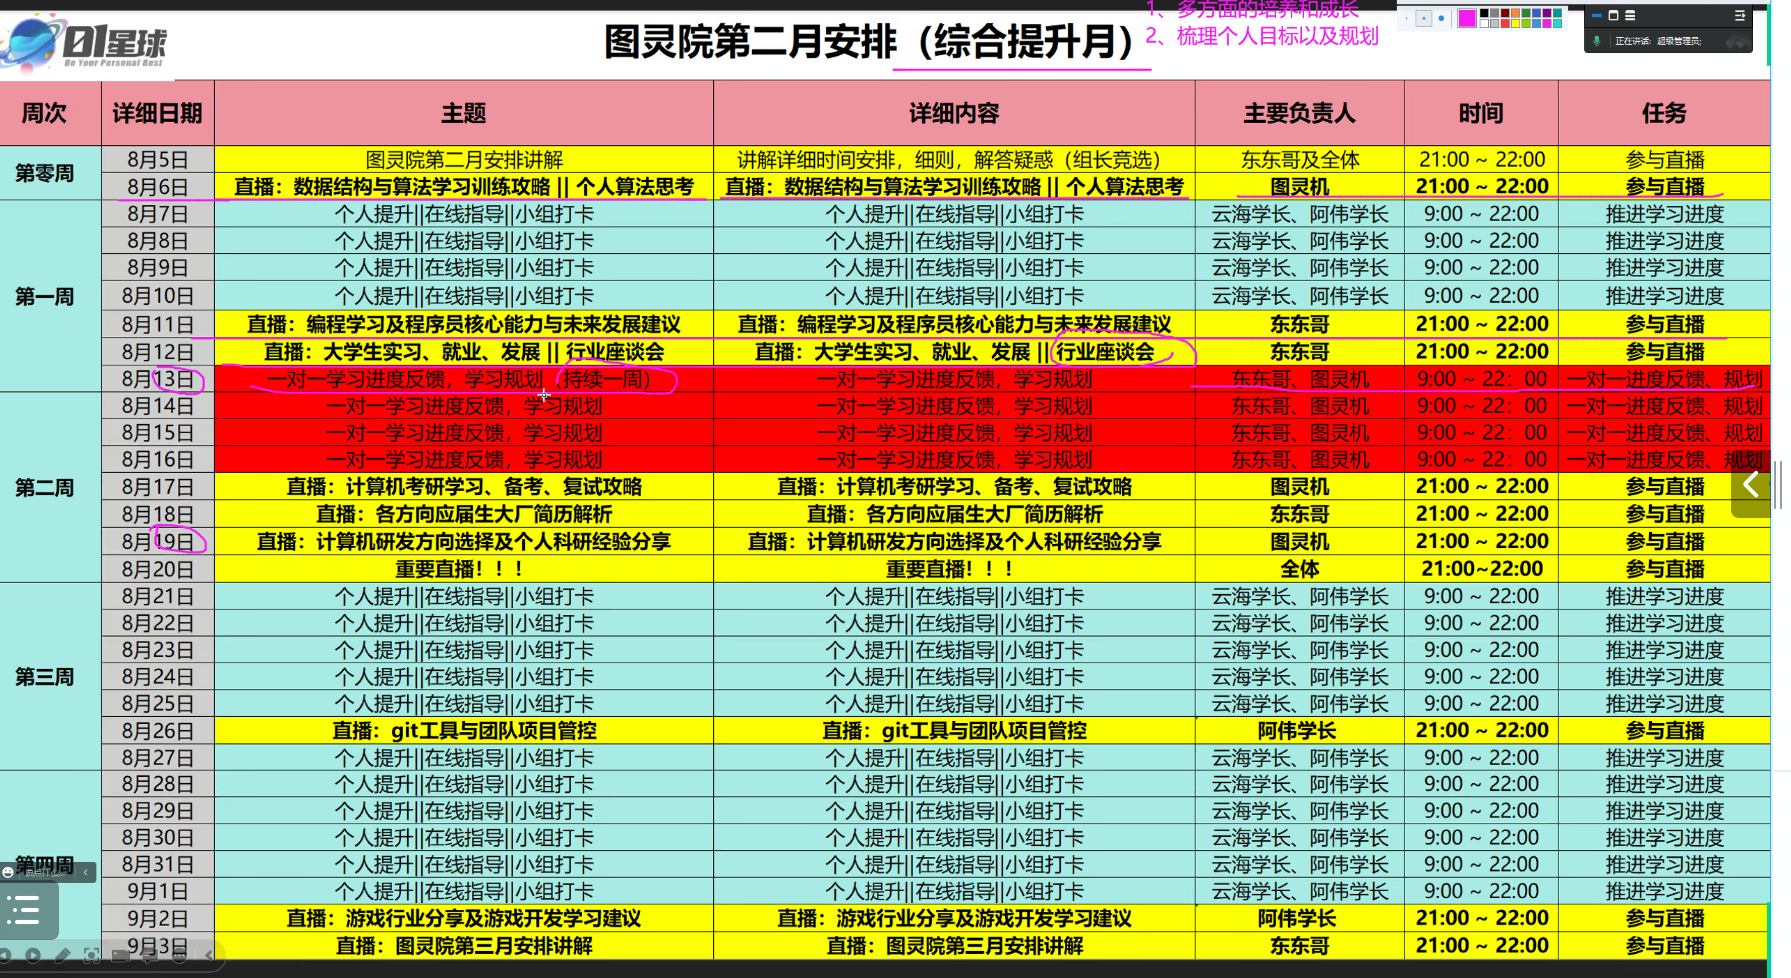 1、多方面的培养和成长
2、梳理个人目标以及规划
01星球
Be Your Personal Best
图灵院第二月安排（综合提升月）
正在讲话: 超级管理员;
周次 详细日期 主题 详细内容 主要负责人 时间 任务
第零周 8月5日 图灵院第二月安排讲解 讲解详细时间安排，细则，解答疑惑（组长竞选） 东东哥及全体 21:00 ~ 22:00 参与直播
8月6日 直播：数据结构与算法学习训练攻略 || 个人算法思考 直播：数据结构与算法学习训练攻略 || 个人算法思考 图灵机 21:00 ~ 22:00 参与直播
第一周 8月7日 个人提升||在线指导||小组打卡 个人提升||在线指导||小组打卡 云海学长、阿伟学长 9:00 ~ 22:00 推进学习进度
8月8日 个人提升||在线指导||小组打卡 个人提升||在线指导||小组打卡 云海学长、阿伟学长 9:00 ~ 22:00 推进学习进度
8月9日 个人提升||在线指导||小组打卡 个人提升||在线指导||小组打卡 云海学长、阿伟学长 9:00 ~ 22:00 推进学习进度
8月10日 个人提升||在线指导||小组打卡 个人提升||在线指导||小组打卡 云海学长、阿伟学长 9:00 ~ 22:00 推进学习进度
8月11日 直播：编程学习及程序员核心能力与未来发展建议 直播：编程学习及程序员核心能力与未来发展建议 东东哥 21:00 ~ 22:00 参与直播
8月12日 直播：大学生实习、就业、发展 || 行业座谈会 直播：大学生实习、就业、发展 || 行业座谈会 东东哥 21:00 ~ 22:00 参与直播
8月13日 一对一学习进度反馈，学习规划（持续一周） 一对一学习进度反馈，学习规划 东东哥、图灵机 9:00 ~ 22：00 一对一进度反馈、规划
第二周 8月14日 一对一学习进度反馈，学习规划 一对一学习进度反馈，学习规划 东东哥、图灵机 9:00 ~ 22：00 一对一进度反馈、规划
8月15日 一对一学习进度反馈，学习规划 一对一学习进度反馈，学习规划 东东哥、图灵机 9:00 ~ 22：00 一对一进度反馈、规划
8月16日 一对一学习进度反馈，学习规划 一对一学习进度反馈，学习规划 东东哥、图灵机 9:00 ~ 22：00 一对一进度反馈、规划
8月17日 直播：计算机考研学习、备考、复试攻略 直播：计算机考研学习、备考、复试攻略 图灵机 21:00 ~ 22:00 参与直播
8月18日 直播：各方向应届生大厂简历解析 直播：各方向应届生大厂简历解析 东东哥 21:00 ~ 22:00 参与直播
8月19日 直播：计算机研发方向选择及个人科研经验分享 直播：计算机研发方向选择及个人科研经验分享 图灵机 21:00 ~ 22:00 参与直播
8月20日 重要直播！！！ 重要直播！！！ 全体 21:00~22:00 参与直播
第三周 8月21日 个人提升||在线指导||小组打卡 个人提升||在线指导||小组打卡 云海学长、阿伟学长 9:00 ~ 22:00 推进学习进度
8月22日 个人提升||在线指导||小组打卡 个人提升||在线指导||小组打卡 云海学长、阿伟学长 9:00 ~ 22:00 推进学习进度
8月23日 个人提升||在线指导||小组打卡 个人提升||在线指导||小组打卡 云海学长、阿伟学长 9:00 ~ 22:00 推进学习进度
8月24日 个人提升||在线指导||小组打卡 个人提升||在线指导||小组打卡 云海学长、阿伟学长 9:00 ~ 22:00 推进学习进度
8月25日 个人提升||在线指导||小组打卡 个人提升||在线指导||小组打卡 云海学长、阿伟学长 9:00 ~ 22:00 推进学习进度
8月26日 直播：git工具与团队项目管控 直播：git工具与团队项目管控 阿伟学长 21:00 ~ 22:00 参与直播
8月27日 个人提升||在线指导||小组打卡 个人提升||在线指导||小组打卡 云海学长、阿伟学长 9:00 ~ 22:00 推进学习进度
第四周 8月28日 个人提升||在线指导||小组打卡 个人提升||在线指导||小组打卡 云海学长、阿伟学长 9:00 ~ 22:00 推进学习进度
8月29日 个人提升||在线指导||小组打卡 个人提升||在线指导||小组打卡 云海学长、阿伟学长 9:00 ~ 22:00 推进学习进度
8月30日 个人提升||在线指导||小组打卡 个人提升||在线指导||小组打卡 云海学长、阿伟学长 9:00 ~ 22:00 推进学习进度
8月31日 个人提升||在线指导||小组打卡 个人提升||在线指导||小组打卡 云海学长、阿伟学长 9:00 ~ 22:00 推进学习进度
9月1日 个人提升||在线指导||小组打卡 个人提升||在线指导||小组打卡 云海学长、阿伟学长 9:00 ~ 22:00 推进学习进度
9月2日 直播：游戏行业分享及游戏开发学习建议 直播：游戏行业分享及游戏开发学习建议 阿伟学长 21:00 ~ 22:00 参与直播
9月3日 直播：图灵院第三月安排讲解 直播：图灵院第三月安排讲解 东东哥 21:00 ~ 22:00 参与直播